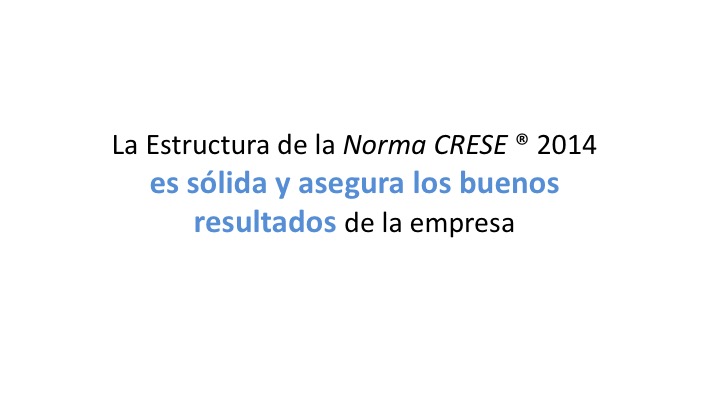 La Estructura de la Norma CRESE ® 2014
es sólida y asegura los buenos
resultados de la empresa